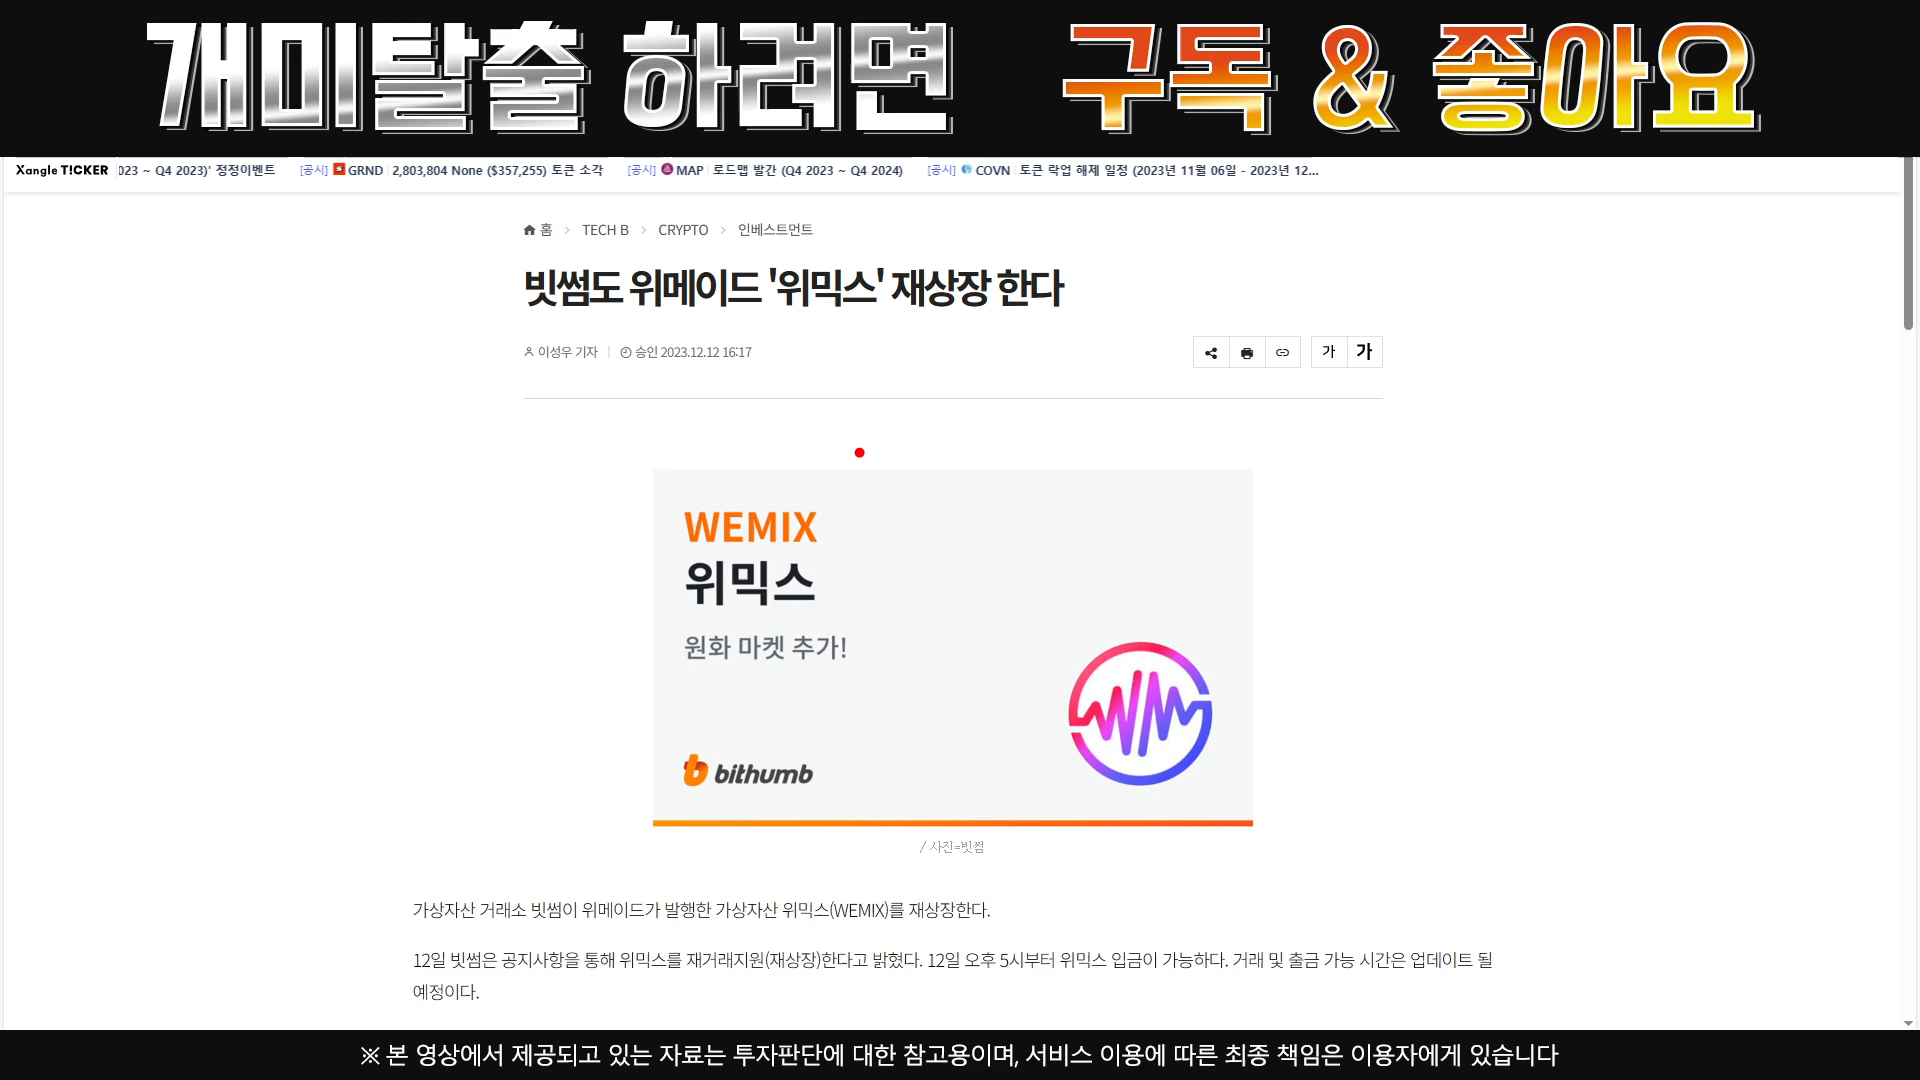 개미탈출 하려면 구독 & 좋아요
Xangle T!CKER 023 ~ Q4 2023)' 정정이벤트 [공시] GRND 2,803,804 None ($357,255) 토큰 소각 [공시] MAP 로드맵 발간 (Q4 2023 ~ Q4 2024) [공시] COVN 토큰 락업 해제 일정 (2023년 11월 06일 - 2023년 12...
홈 > TECH B > CRYPTO > 인베스트먼트
빗썸도 위메이드 '위믹스' 재상장 한다
이성우 기자 | 승인 2023.12.12 16:17
가 가
WEMIX
위믹스
원화 마켓 추가!
bithumb
/ 사진=빗썸
가상자산 거래소 빗썸이 위메이드가 발행한 가상자산 위믹스(WEMIX)를 재상장한다.
12일 빗썸은 공지사항을 통해 위믹스를 재거래지원(재상장)한다고 밝혔다. 12일 오후 5시부터 위믹스 입금이 가능하다. 거래 및 출금 가능 시간은 업데이트 될
예정이다.
※ 본 영상에서 제공되고 있는 자료는 투자판단에 대한 참고용이며, 서비스 이용에 따른 최종 책임은 이용자에게 있습니다